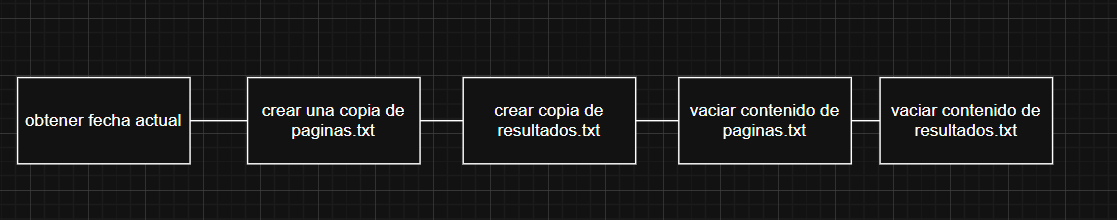 obtener fecha actual
crear una copia de
paginas.txt
crear copia de
resultados.txt
vaciar contenido de
paginas.txt
vaciar contenido de
resultados.txt